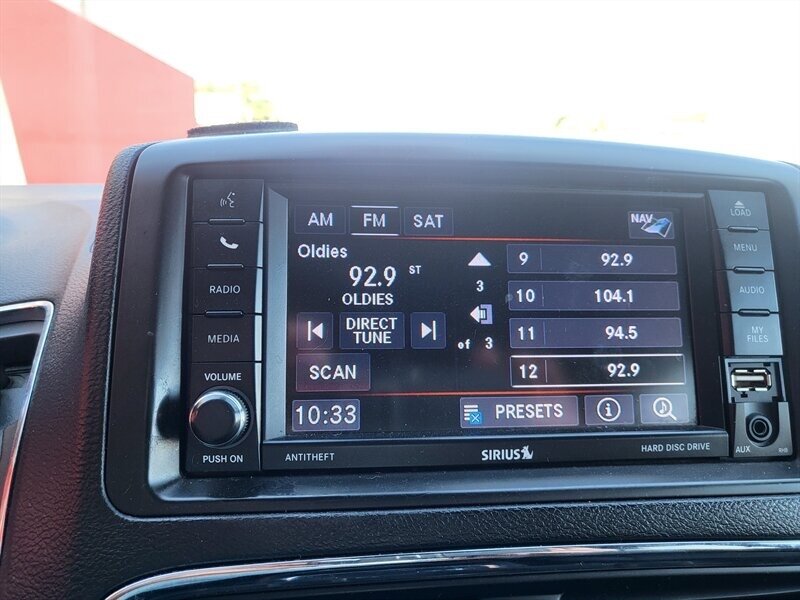 AM FM SAT NAV
Oldies
92.9 ST
OLDIES
DIRECT TUNE
SCAN
10:33
3
of 3
9 92.9
10 104.1
11 94.5
12 92.9
PRESETS
i
RADIO
MEDIA
VOLUME
PUSH ON
ANTITHEFT
SIRIUS
HARD DISC DRIVE
LOAD
MENU
AUDIO
MY
FILES
AUX
RHB